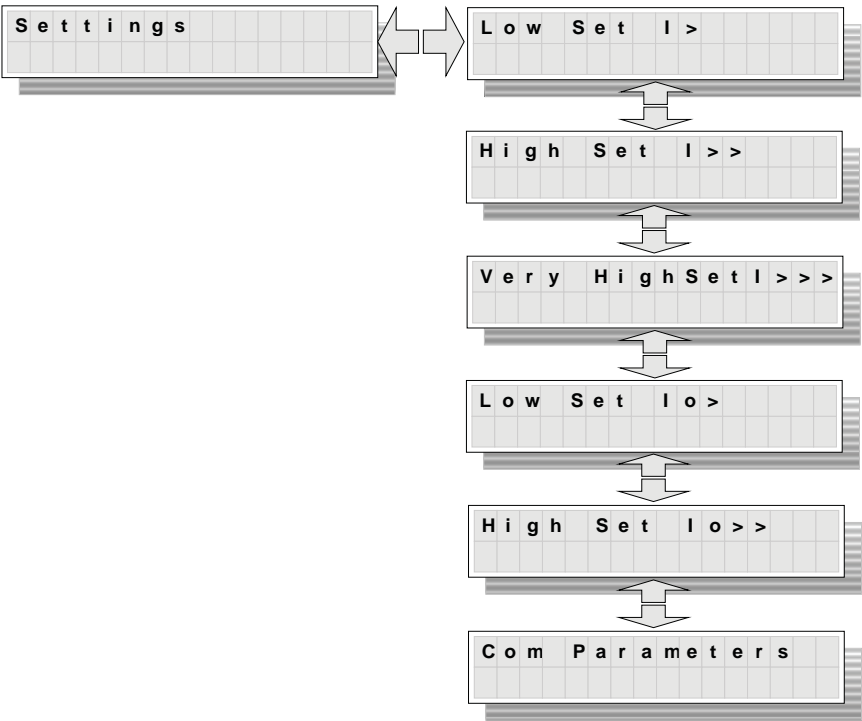 Settings
Low Set I>
High Set I>>
Very HighSetI>>>
Low Set Io>
High Set Io>>
Com Parameters